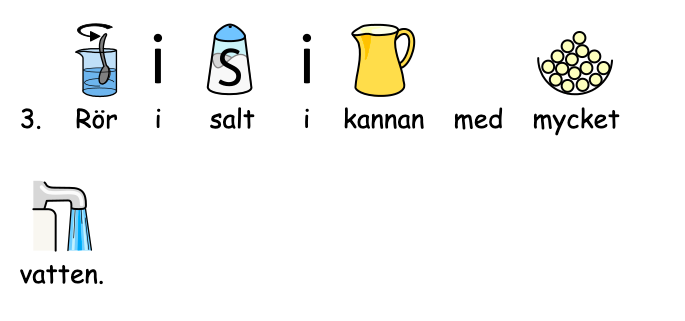 i s i
3. Rör i salt i kannan med mycket
vatten.